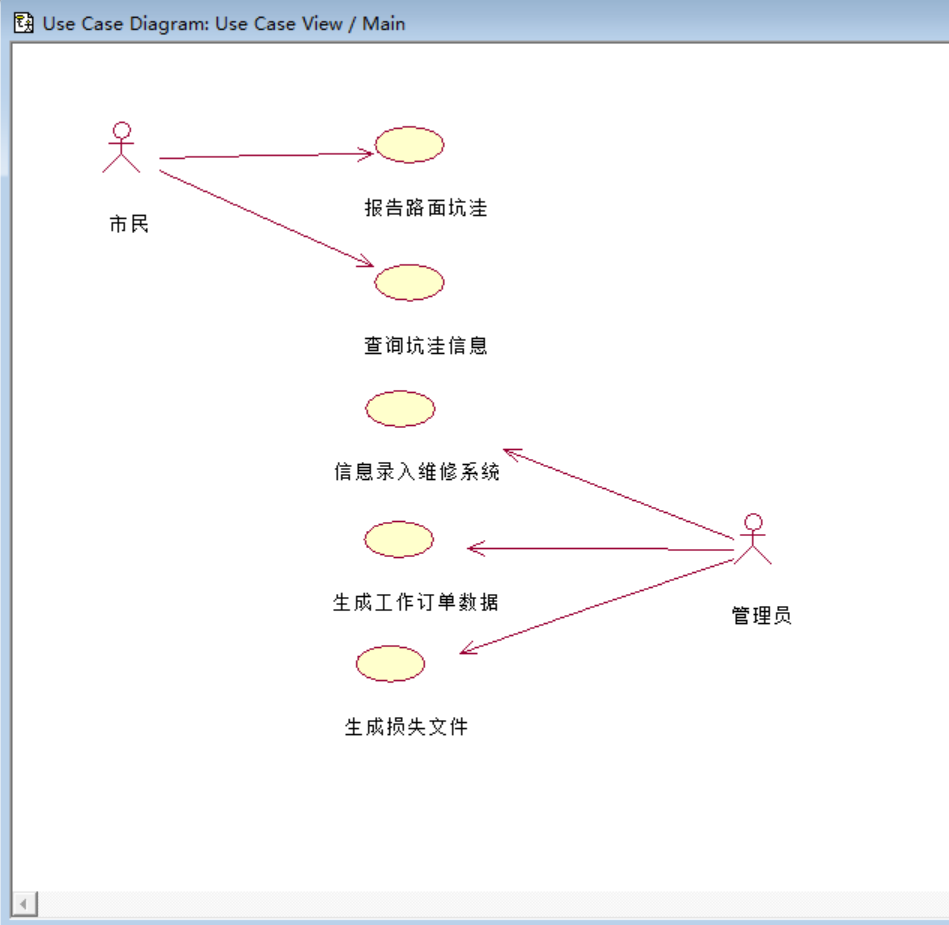 Use Case Diagram: Use Case View / Main
市民
报告路面坑洼
查询坑洼信息
信息录入维修系统
生成工作订单数据
管理员
生成损失文件